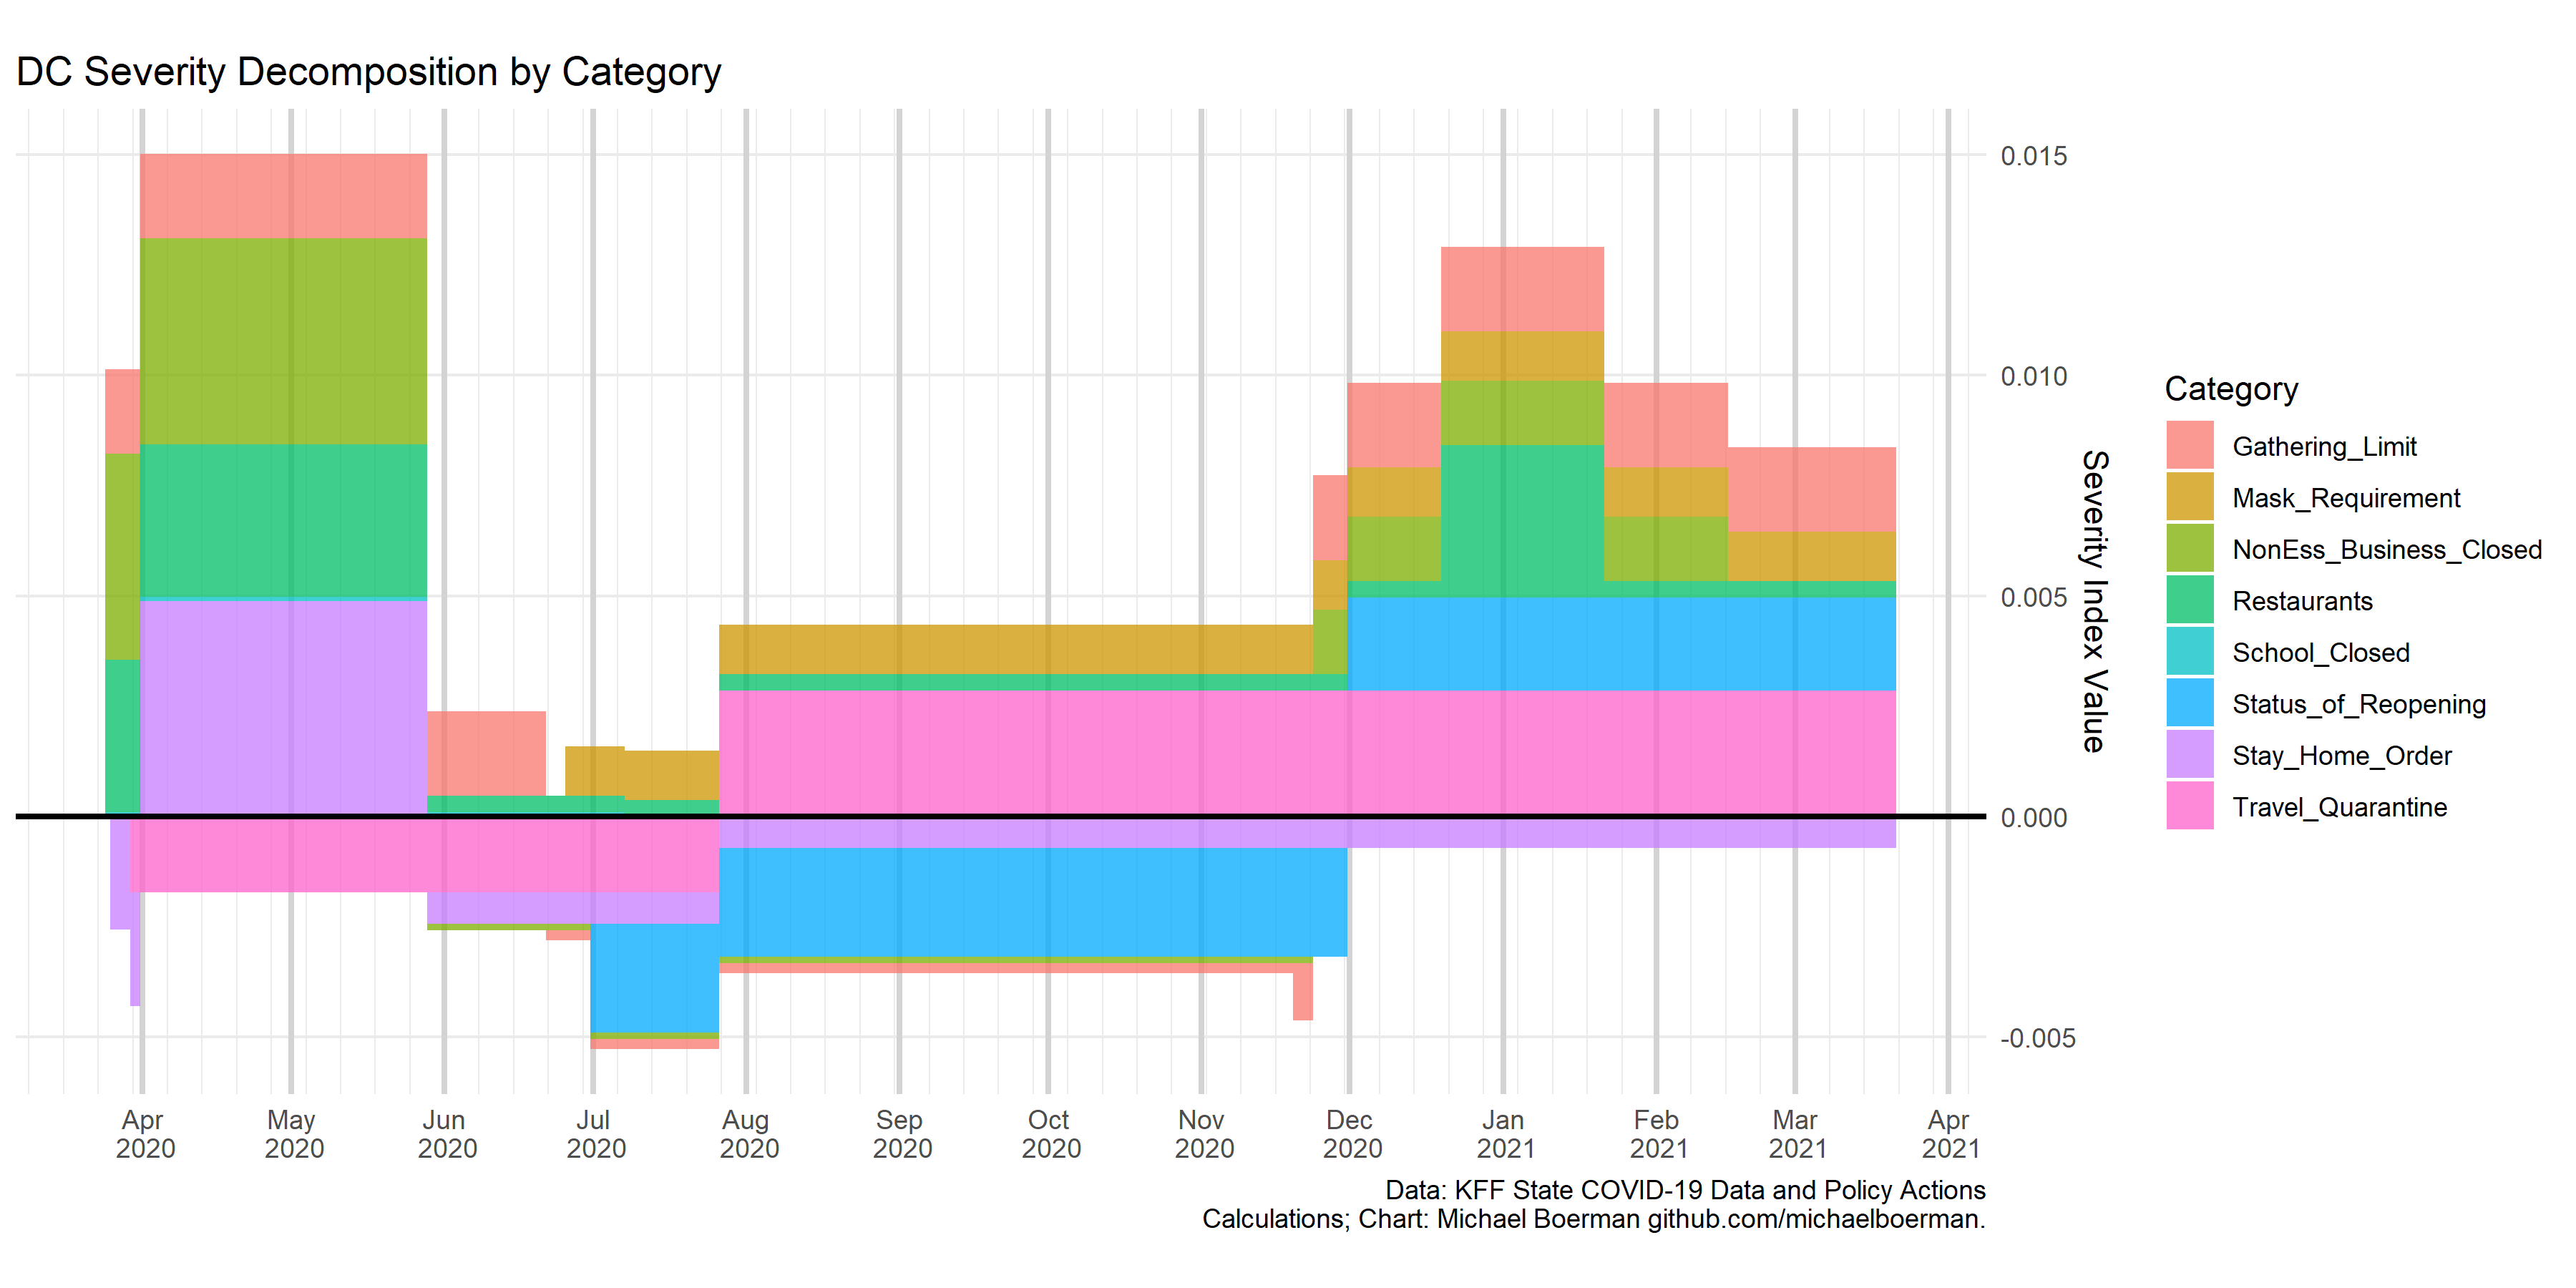 DC Severity Decomposition by Category
0.015
0.010
0.005
0.000
-0.005
Severity Index Value
Category
Gathering_Limit
Mask_Requirement
NonEss_Business_Closed
Restaurants
School_Closed
Status_of_Reopening
Stay_Home_Order
Travel_Quarantine
Apr May Jun Jul Aug Sep Oct Nov Dec Jan Feb Mar Apr
2020 2020 2020 2020 2020 2020 2020 2020 2020 2021 2021 2021 2021
Data: KFF State COVID-19 Data and Policy Actions
Calculations; Chart: Michael Boerman github.com/michaelboerman.